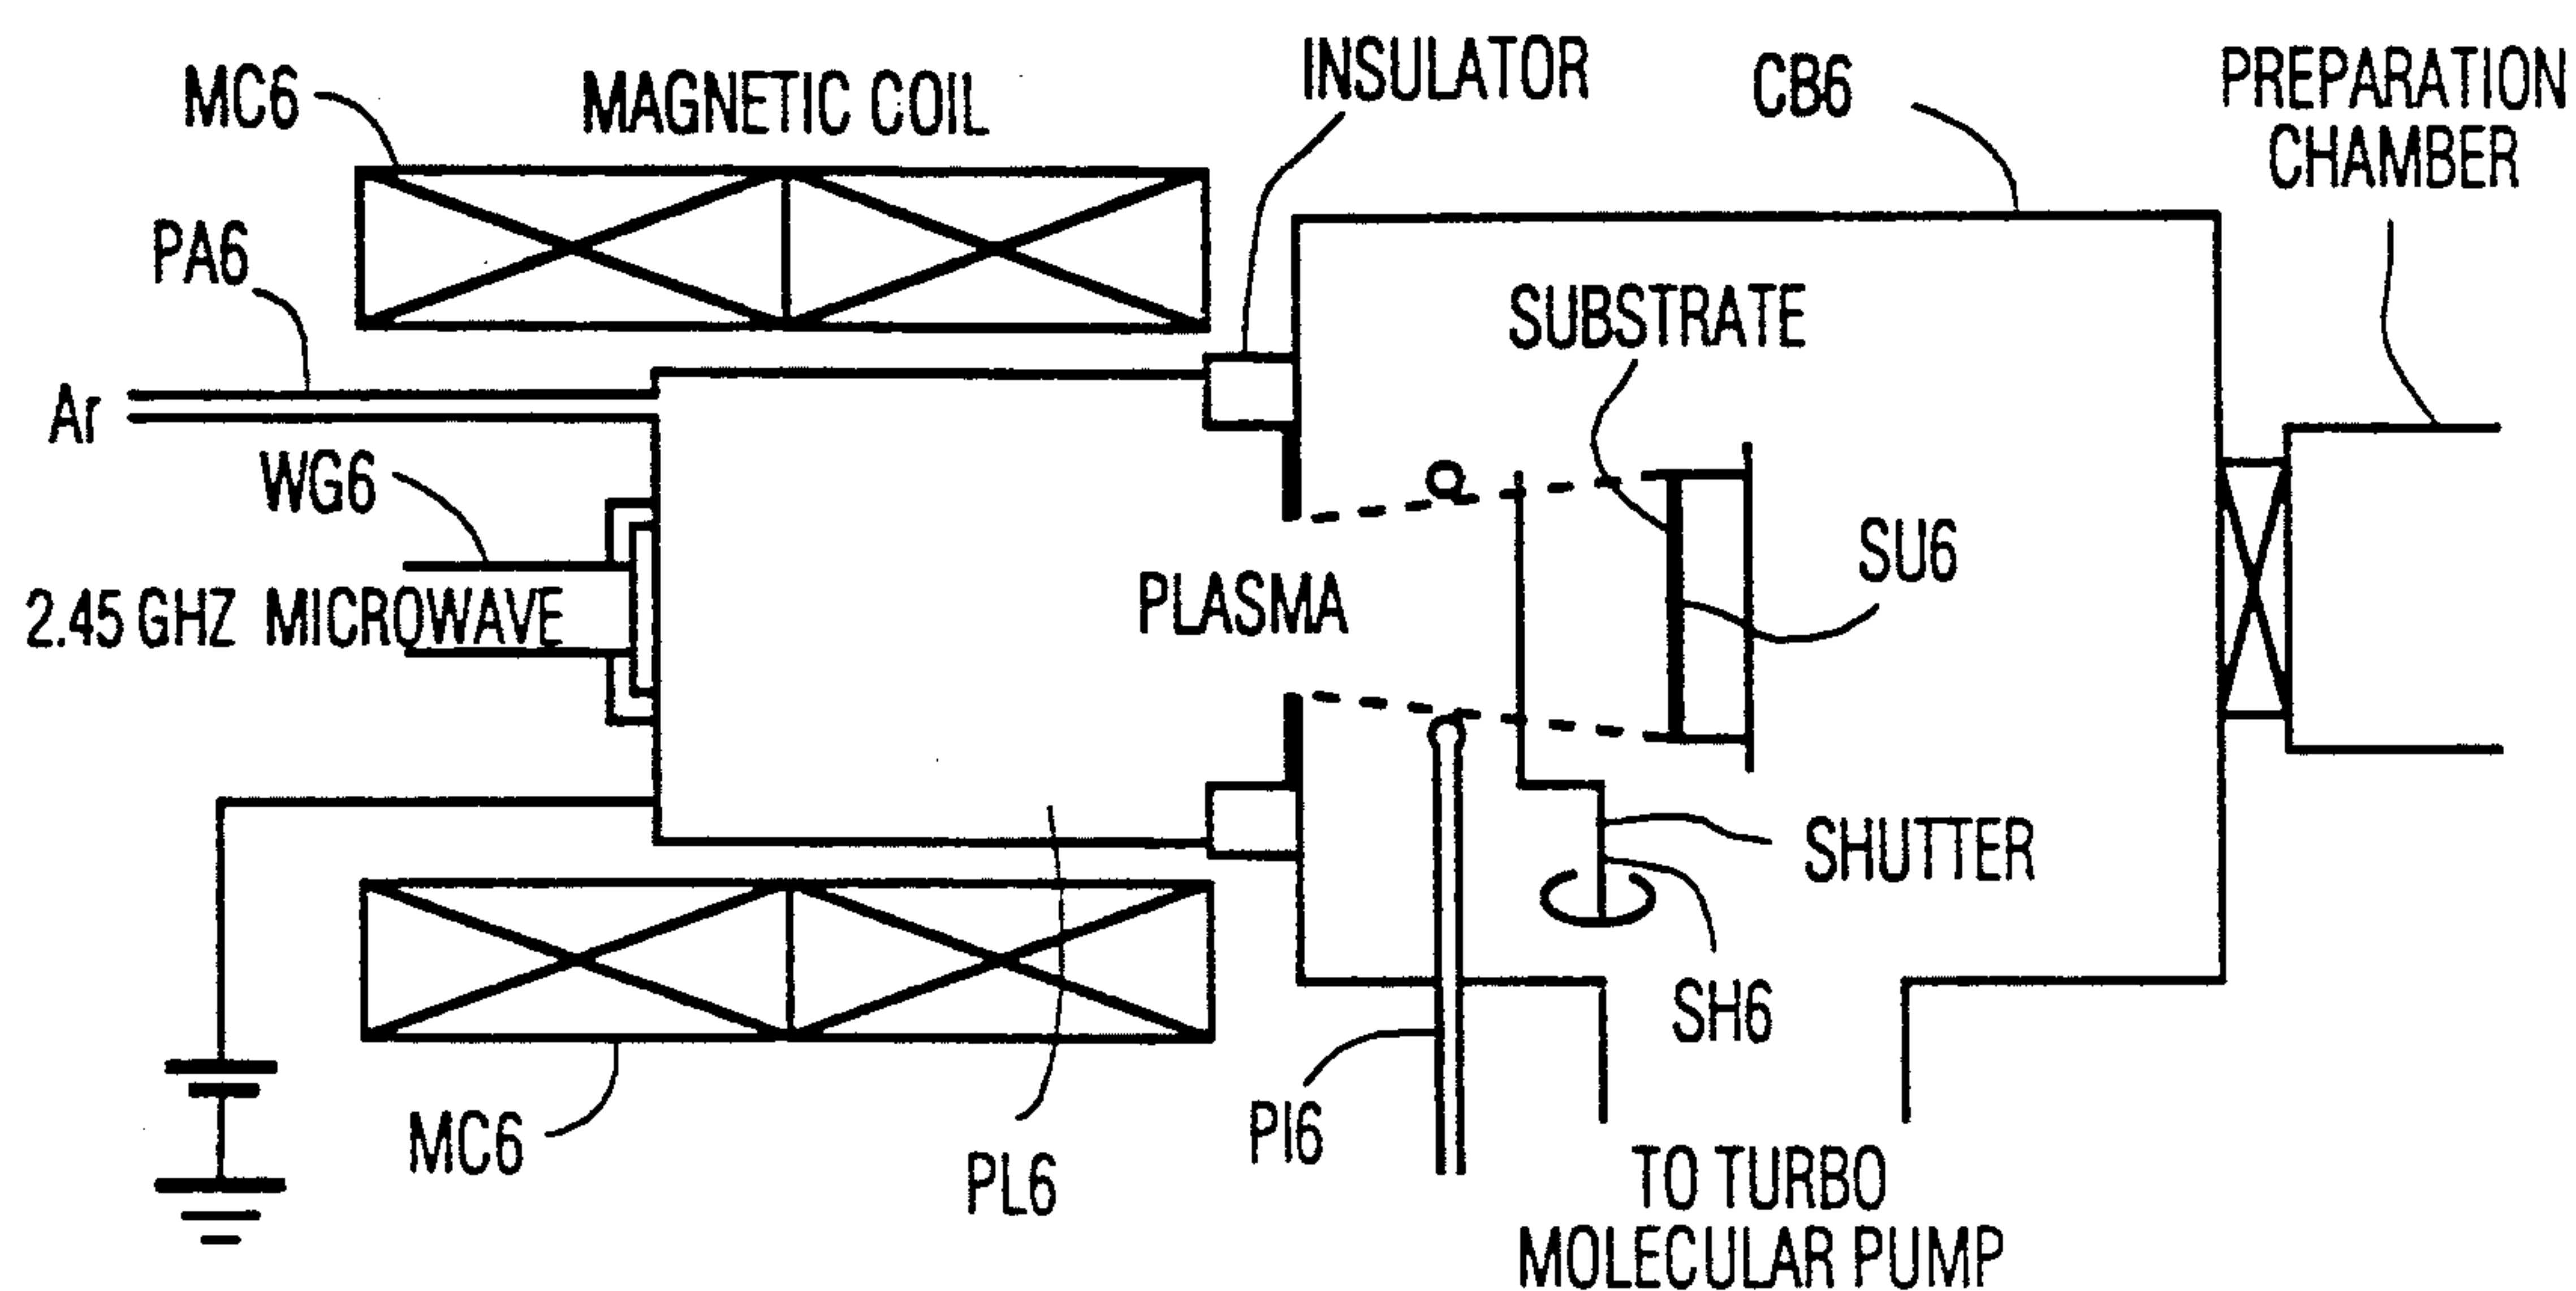 MC6
MAGNETIC COIL
INSULATOR
CB6
PREPARATION
CHAMBER
PA6
SUBSTRATE
Ar
WG6
SU6
2.45 GHZ MICROWAVE
PLASMA
SHUTTER
SH6
MC6
PL6
PI6
TO TURBO
MOLECULAR PUMP